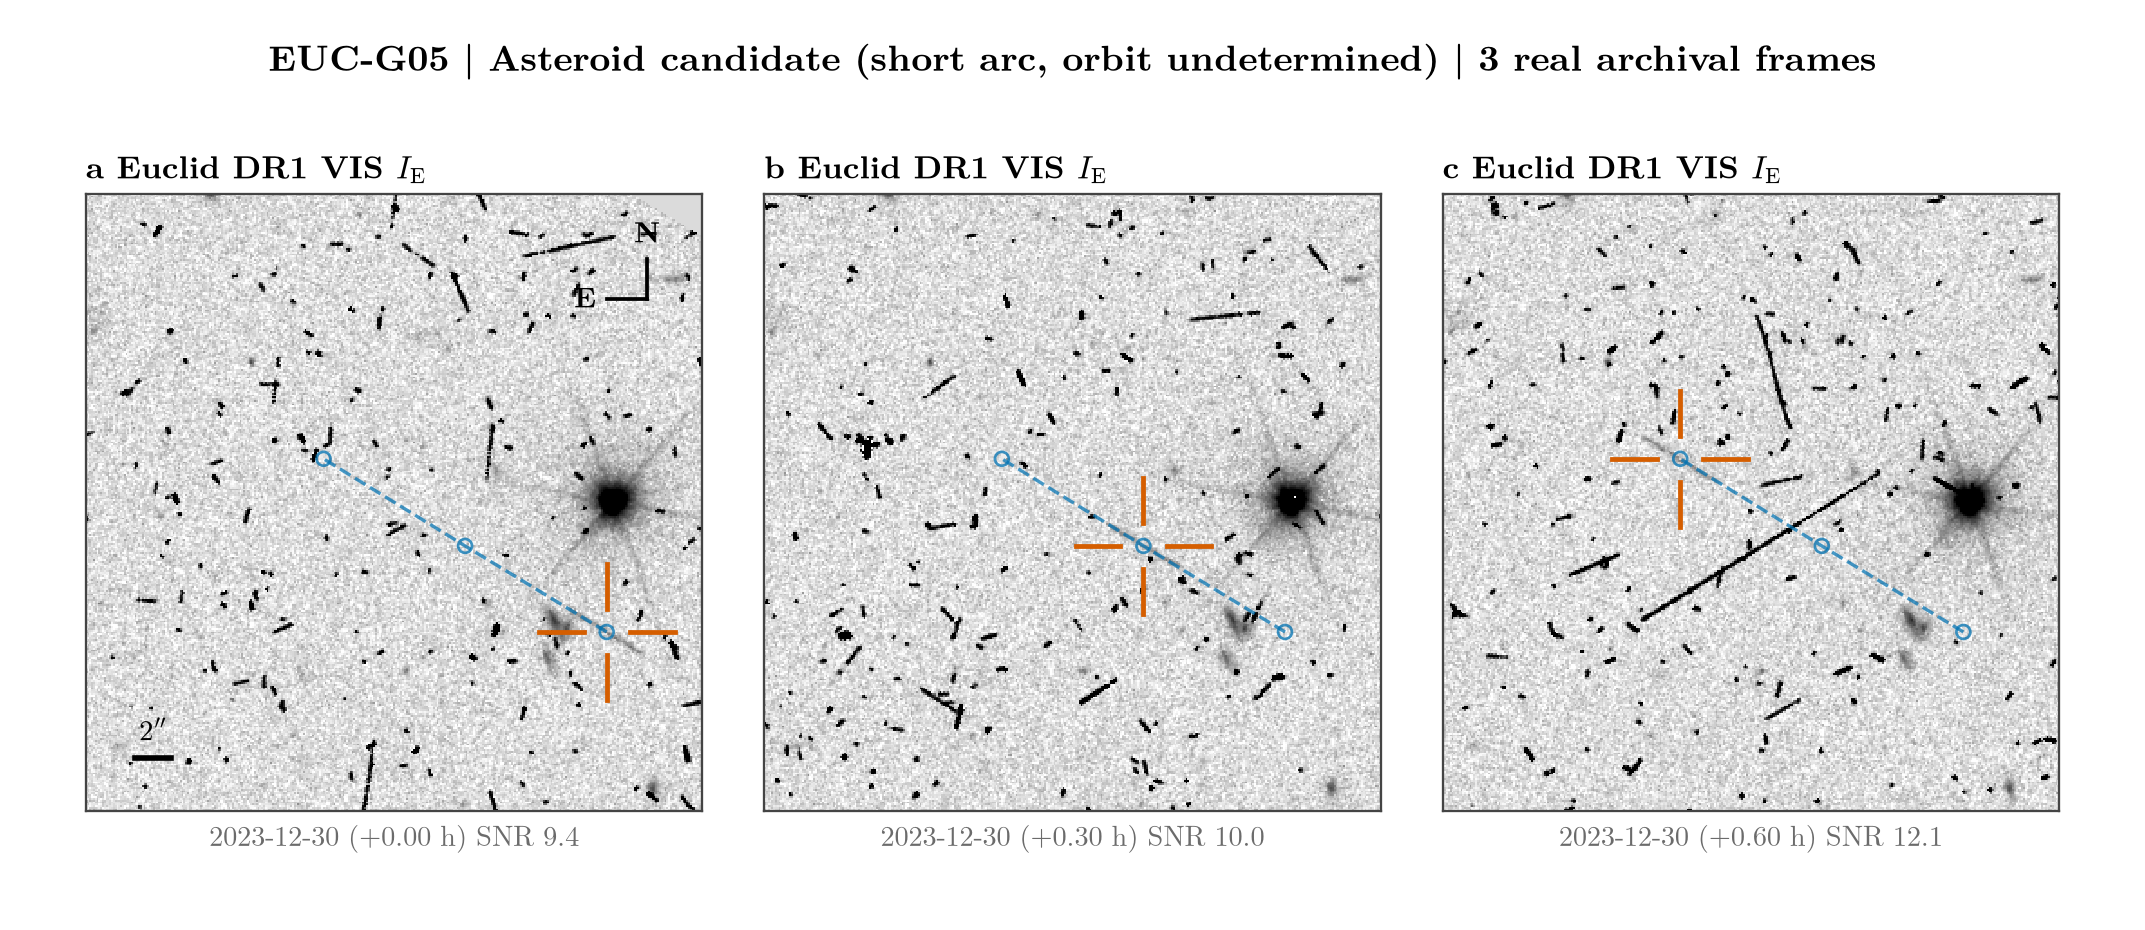 EUC-G05 | Asteroid candidate (short arc, orbit undetermined) | 3 real archival frames
a Euclid DR1 VIS I_E
b Euclid DR1 VIS I_E
c Euclid DR1 VIS I_E
N
E
2″
2023-12-30 (+0.00 h) SNR 9.4
2023-12-30 (+0.30 h) SNR 10.0
2023-12-30 (+0.60 h) SNR 12.1